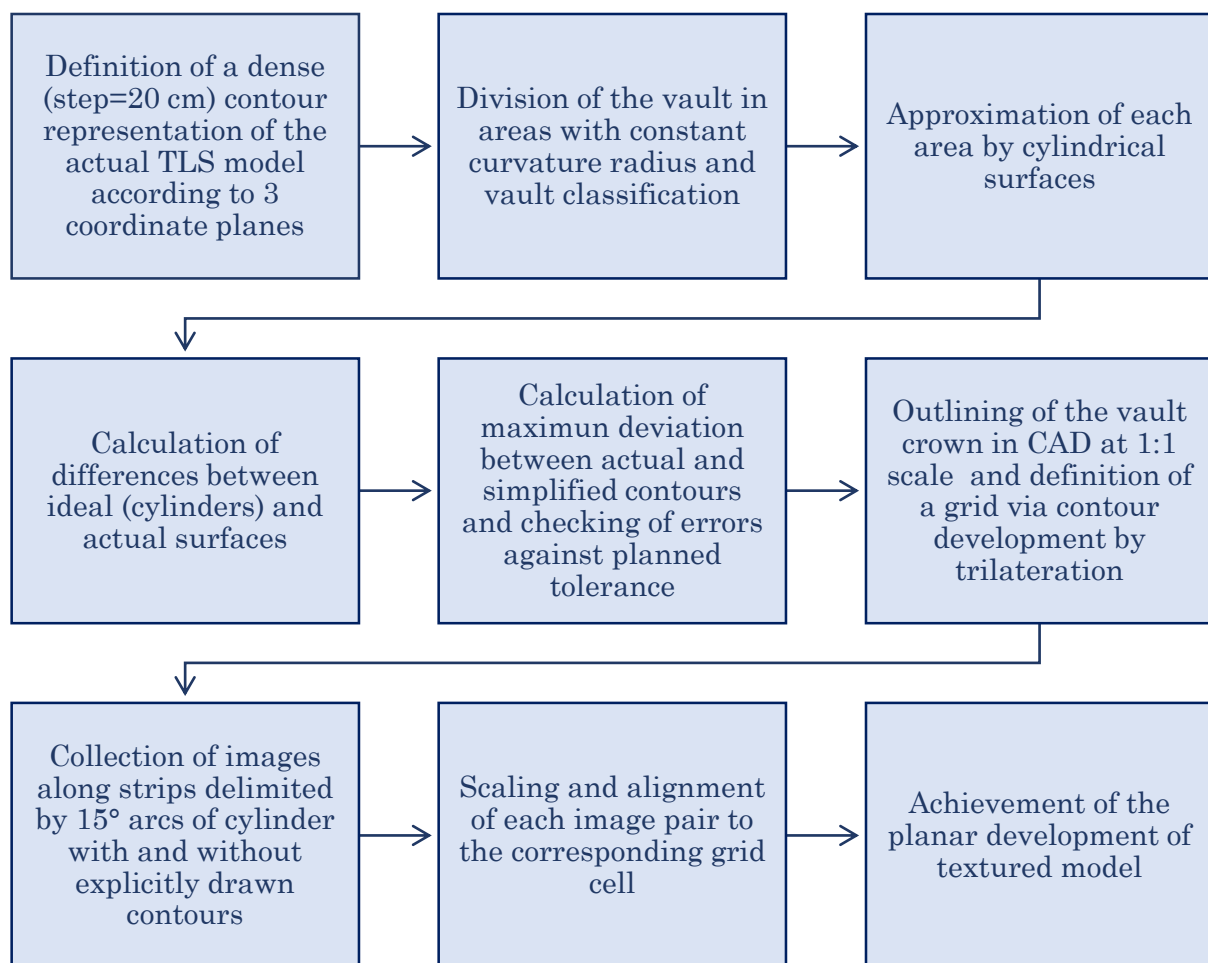 Definition of a dense
(step=20 cm) contour
representation of the
actual TLS model
according to 3
coordinate planes
Division of the vault in
areas with constant
curvature radius and
vault classification
Approximation of each
area by cylindrical
surfaces
Calculation of
differences between
ideal (cylinders) and
actual surfaces
Calculation of
maximun deviation
between actual and
simplified contours
and checking of errors
against planned
tolerance
Outlining of the vault
crown in CAD at 1:1
scale and definition of
a grid via contour
development by
trilateration
Collection of images
along strips delimited
by 15° arcs of cylinder
with and without
explicitly drawn
contours
Scaling and alignment
of each image pair to
the corresponding grid
cell
Achievement of the
planar development of
textured model